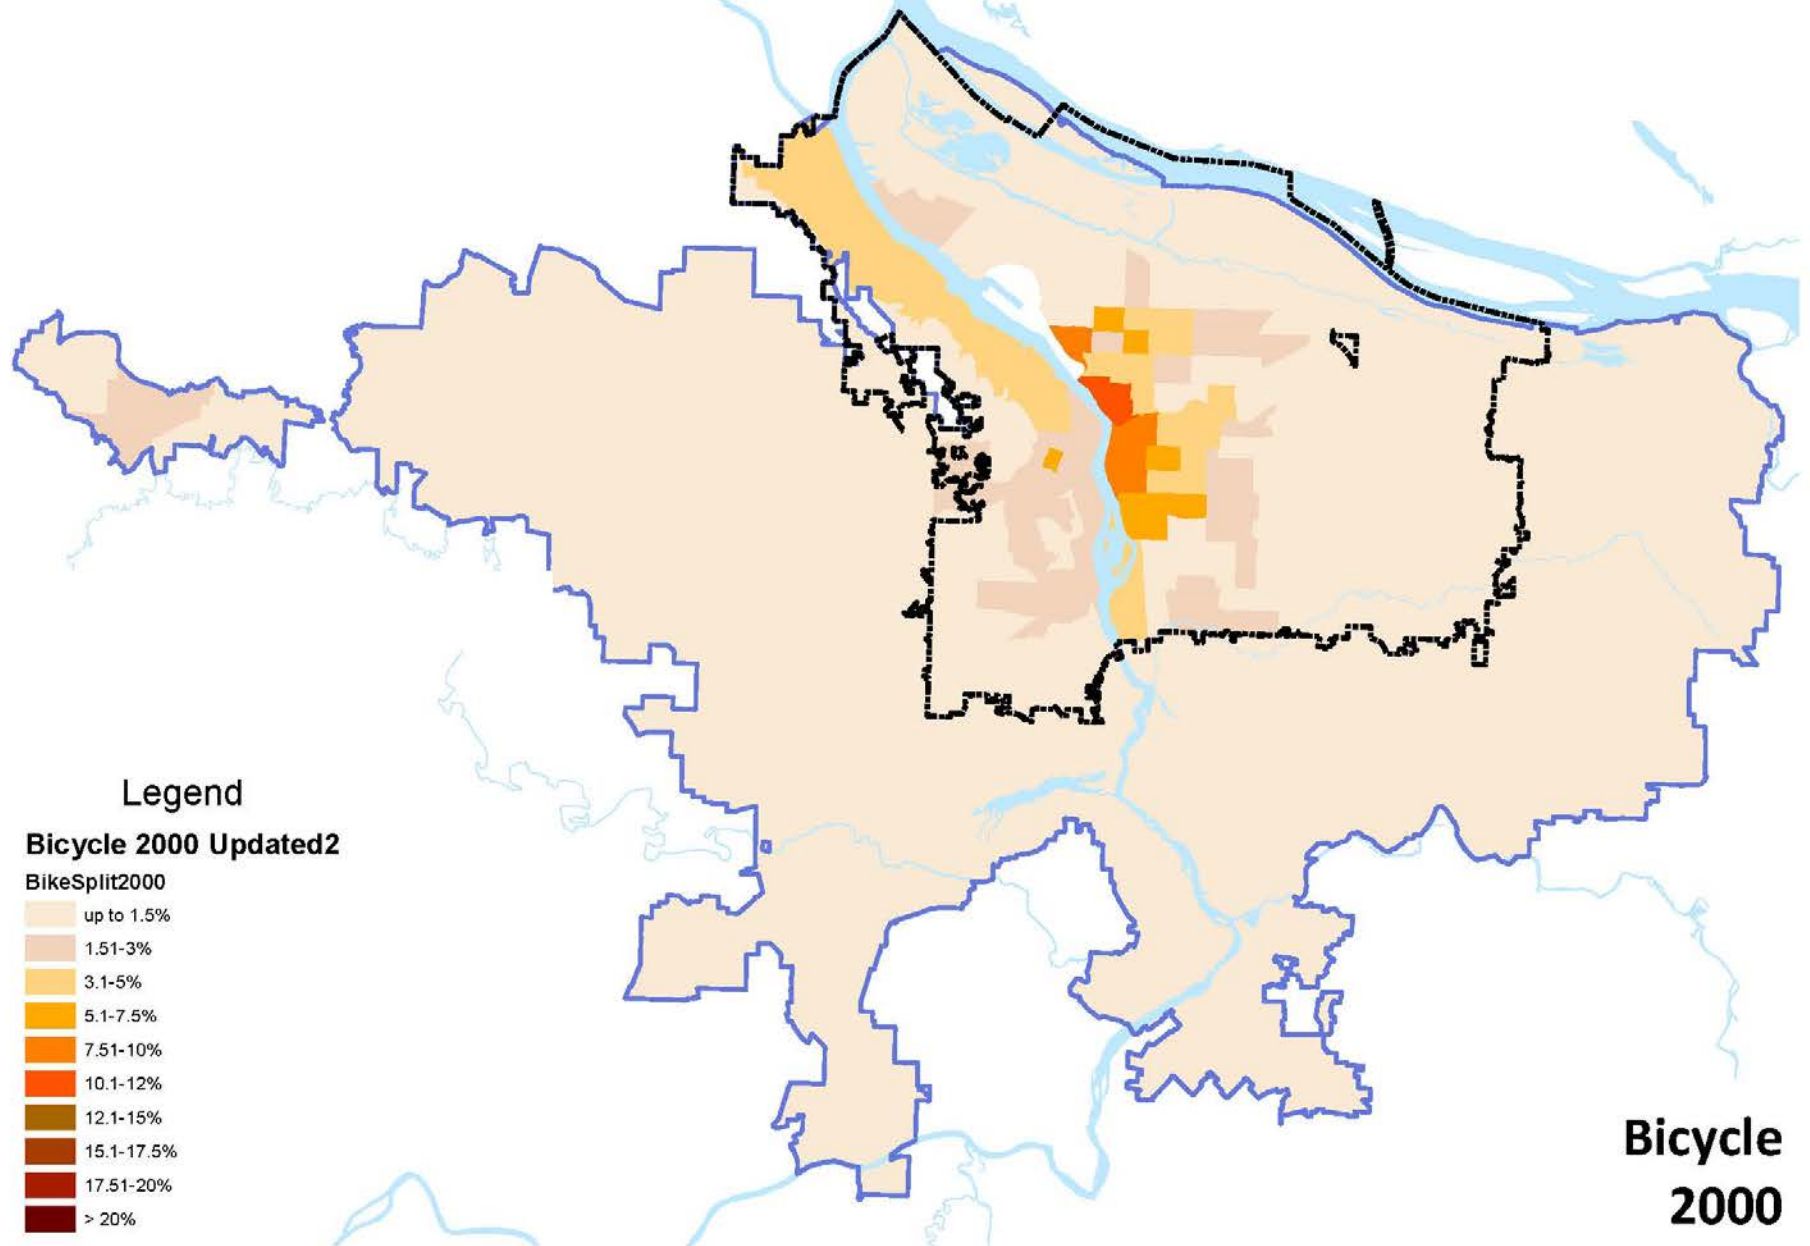 Legend
Bicycle 2000 Updated2
BikeSplit2000
up to 1.5%
1.51-3%
3.1-5%
5.1-7.5%
7.51-10%
10.1-12%
12.1-15%
15.1-17.5%
17.51-20%
> 20%
Bicycle
2000